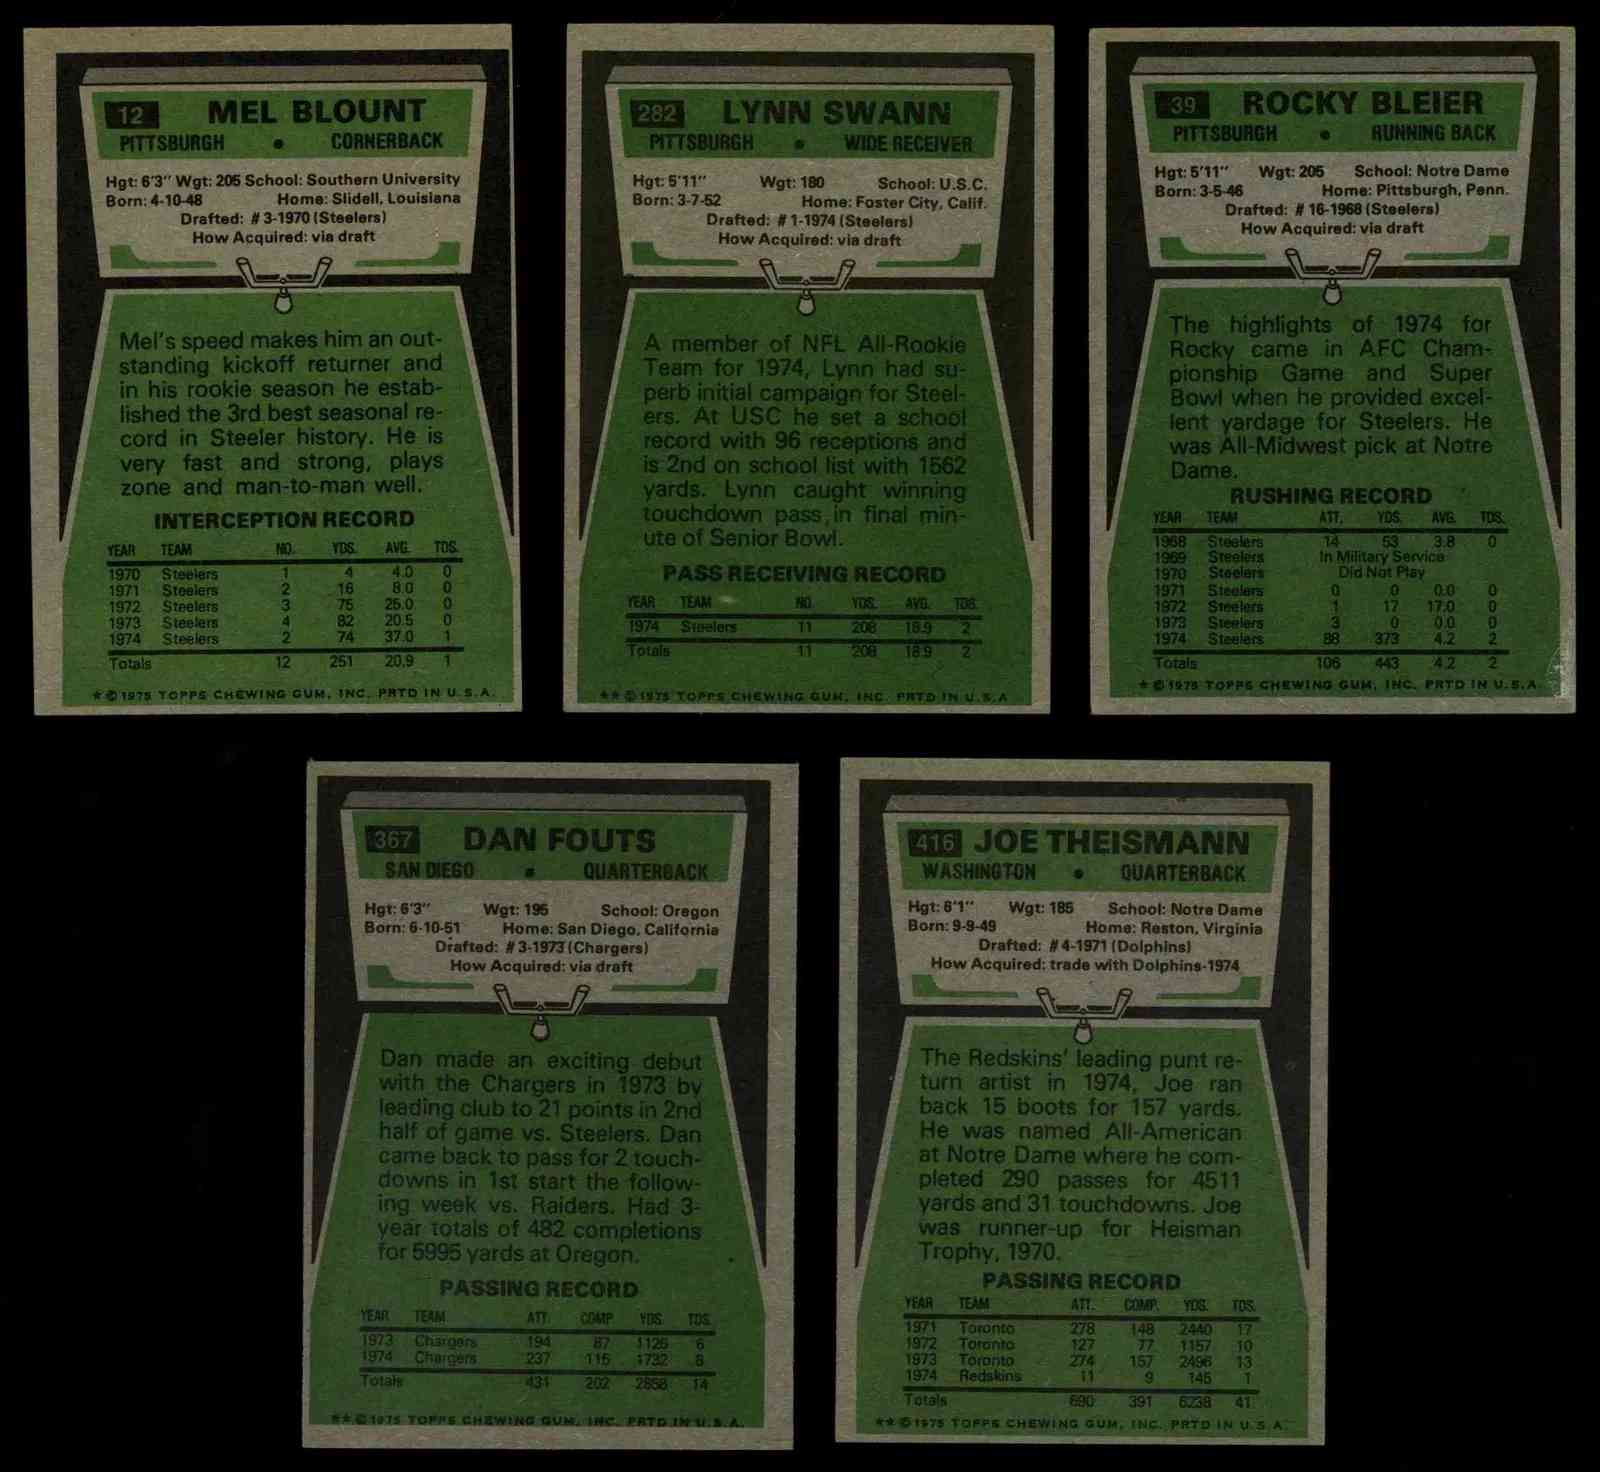 12 MEL BLOUNT
PITTSBURGH • CORNERBACK
Hgt: 6'3" Wgt: 205 School: Southern University
Born: 4-10-48 Home: Slidell, Louisiana
Drafted: # 3-1970 (Steelers)
How Acquired: via draft
Mel's speed makes him an out-
standing kickoff returner and
in his rookie season he estab-
lished the 3rd best seasonal re-
cord in Steeler history. He is
very fast and strong, plays
zone and man-to-man well.
INTERCEPTION RECORD
YEAR TEAM NO. YDS. AVG. TDS.
1970 Steelers 1 4 4.0 0
1971 Steelers 2 16 8.0 0
1972 Steelers 3 75 25.0 0
1973 Steelers 4 82 20.5 0
1974 Steelers 2 74 37.0 1
Totals 12 251 20.9 1
* © 1975 TOPPS CHEWING GUM, INC. PRTD IN U.S.A.
282 LYNN SWANN
PITTSBURGH • WIDE RECEIVER
Hgt: 5'11" Wgt: 180 School: U.S.C.
Born: 3-7-52 Home: Foster City, Calif.
Drafted: # 1-1974 (Steelers)
How Acquired: via draft
A member of NFL All-Rookie
Team for 1974, Lynn had su-
perb initial campaign for Steel-
ers. At USC he set a school
record with 96 receptions and
is 2nd on school list with 1562
yards. Lynn caught winning
touchdown pass in final min-
ute of Senior Bowl.
PASS RECEIVING RECORD
YEAR TEAM NO. YDS. AVG. TDS.
1974 Steelers 11 208 18.9 2
Totals 11 208 18.9 2
** © 1975 TOPPS CHEWING GUM, INC. PRTD IN U.S.A
39 ROCKY BLEIER
PITTSBURGH • RUNNING BACK
Hgt: 5'11" Wgt: 205 School: Notre Dame
Born: 3-5-46 Home: Pittsburgh, Penn.
Drafted: # 16-1968 (Steelers)
How Acquired: via draft
The highlights of 1974 for
Rocky came in AFC Cham-
pionship Game and Super
Bowl when he provided excel-
lent yardage for Steelers. He
was All-Midwest pick at Notre
Dame.
RUSHING RECORD
YEAR TEAM ATT. YDS. AVG. TDS.
1968 Steelers 14 53 3.8 0
1969 Steelers In Military Service
1970 Steelers Did Not Play
1971 Steelers 0 0 0.0 0
1972 Steelers 1 17 17.0 0
1973 Steelers 3 0 0.0 0
1974 Steelers 88 373 4.2 2
Totals 106 443 4.2 2
* © 1975 TOPPS CHEWING GUM, INC. PRTD IN U.S.A.
367 DAN FOUTS
SAN DIEGO • QUARTERBACK
Hgt: 6'3" Wgt: 195 School: Oregon
Born: 6-10-51 Home: San Diego, California
Drafted: # 3-1973 (Chargers)
How Acquired: via draft
Dan made an exciting debut
with the Chargers in 1973 by
leading club to 21 points in 2nd
half of game vs. Steelers. Dan
came back to pass for 2 touch-
downs in 1st start the follow-
ing week vs. Raiders. Had 3-
year totals of 482 completions
for 5995 yards at Oregon.
PASSING RECORD
YEAR TEAM ATT. COMP. YDS. TDS.
1973 Chargers 194 87 1126 6
1974 Chargers 237 115 1732 8
Totals 431 202 2858 14
** © 1975 TOPPS CHEWING GUM, INC. PRTD IN U.S.A.
416 JOE THEISMANN
WASHINGTON • QUARTERBACK
Hgt: 6'1" Wgt: 185 School: Notre Dame
Born: 9-9-49 Home: Reston, Virginia
Drafted: # 4-1971 (Dolphins)
How Acquired: trade with Dolphins-1974
The Redskins' leading punt re-
turn artist in 1974, Joe ran
back 15 boots for 157 yards.
He was named All-American
at Notre Dame where he com-
pleted 290 passes for 4511
yards and 31 touchdowns. Joe
was runner-up for Heisman
Trophy, 1970.
PASSING RECORD
YEAR TEAM ATT. COMP. YDS. TDS.
1971 Toronto 278 148 2440 17
1972 Toronto 127 77 1157 10
1973 Toronto 274 157 2496 13
1974 Redskins 11 9 145 1
Totals 690 391 6238 41
** © 1975 TOPPS CHEWING GUM, INC. PRTD IN U.S.A.